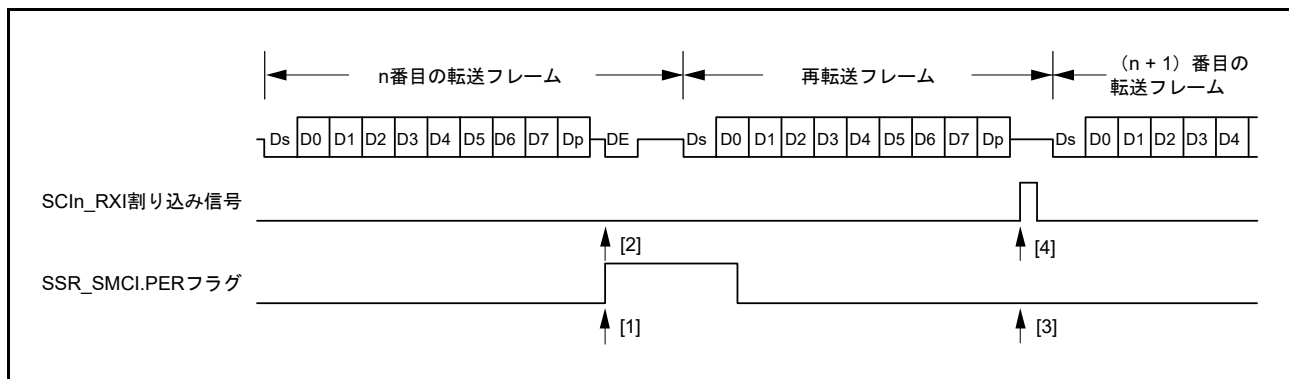 n番目の転送フレーム
再転送フレーム
（n + 1）番目の
転送フレーム
Ds D0 D1 D2 D3 D4 D5 D6 D7 Dp DE Ds D0 D1 D2 D3 D4 D5 D6 D7 Dp Ds D0 D1 D2 D3 D4
SCIn_RXI割り込み信号
[2] [4]
SSR_SMCI.PERフラグ
[1] [3]